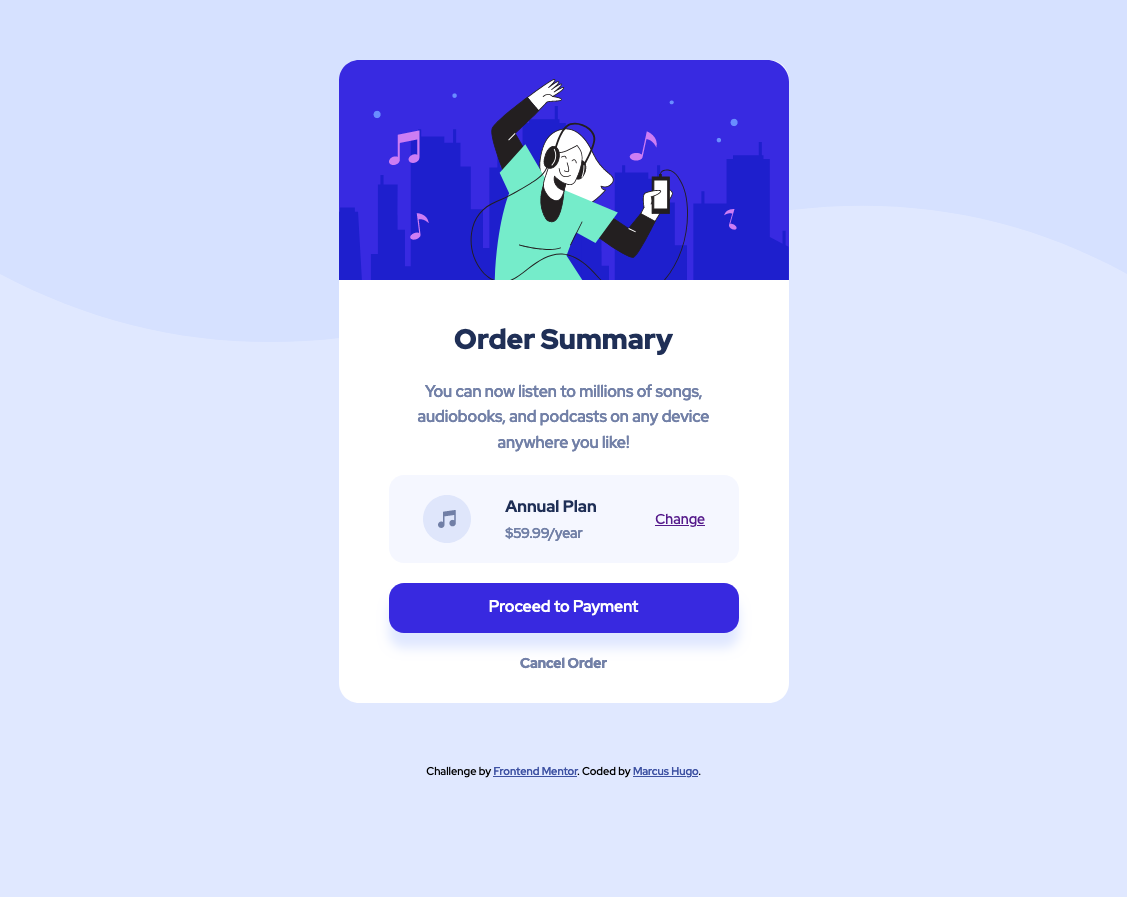 Order Summary
You can now listen to millions of songs,
audiobooks, and podcasts on any device
anywhere you like!
Annual Plan
$59.99/year
Change
Proceed to Payment
Cancel Order
Challenge by Frontend Mentor. Coded by Marcus Hugo.